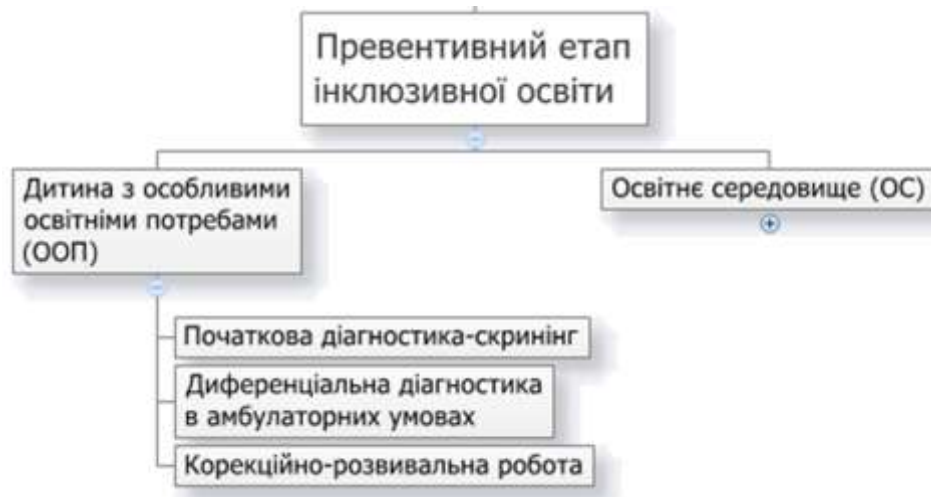 Превентивний етап
інклюзивної освіти
Дитина з особливими
освітніми потребами
(ООП)
Освітнє середовище (ОС)
Початкова діагностика-скринінг
Диференціальна діагностика
в амбулаторних умовах
Корекційно-розвивальна робота